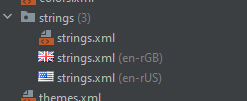 strings (3)
strings.xml
strings.xml (en-rGB)
strings.xml (en-rUS)
themes.xml